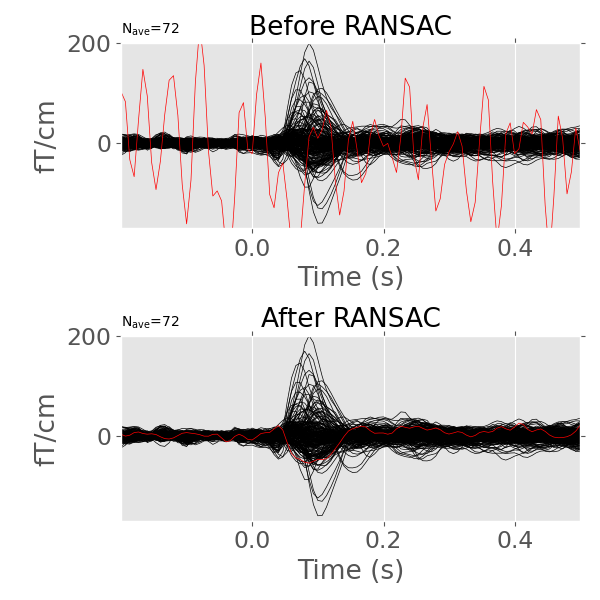 Before RANSAC
Nave=72
200
0
fT/cm
0.0 0.2 0.4
Time (s)
After RANSAC
Nave=72
200
0
fT/cm
0.0 0.2 0.4
Time (s)